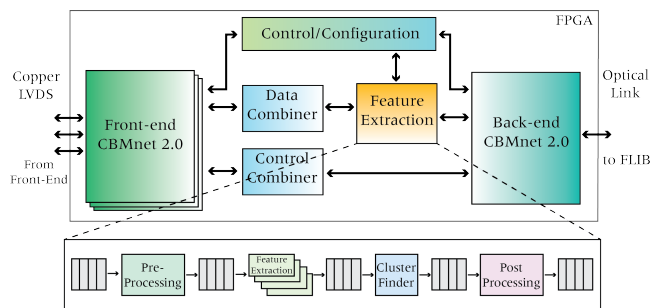 FPGA
Control/Configuration
Copper
LVDS
Front-end
CBMnet 2.0
From
Front-End
Data
Combiner
Feature
Extraction
Control
Combiner
Back-end
CBMnet 2.0
Optical
Link
to FLIB
Pre-
Processing
Feature
Extraction
Cluster
Finder
Post
Processing